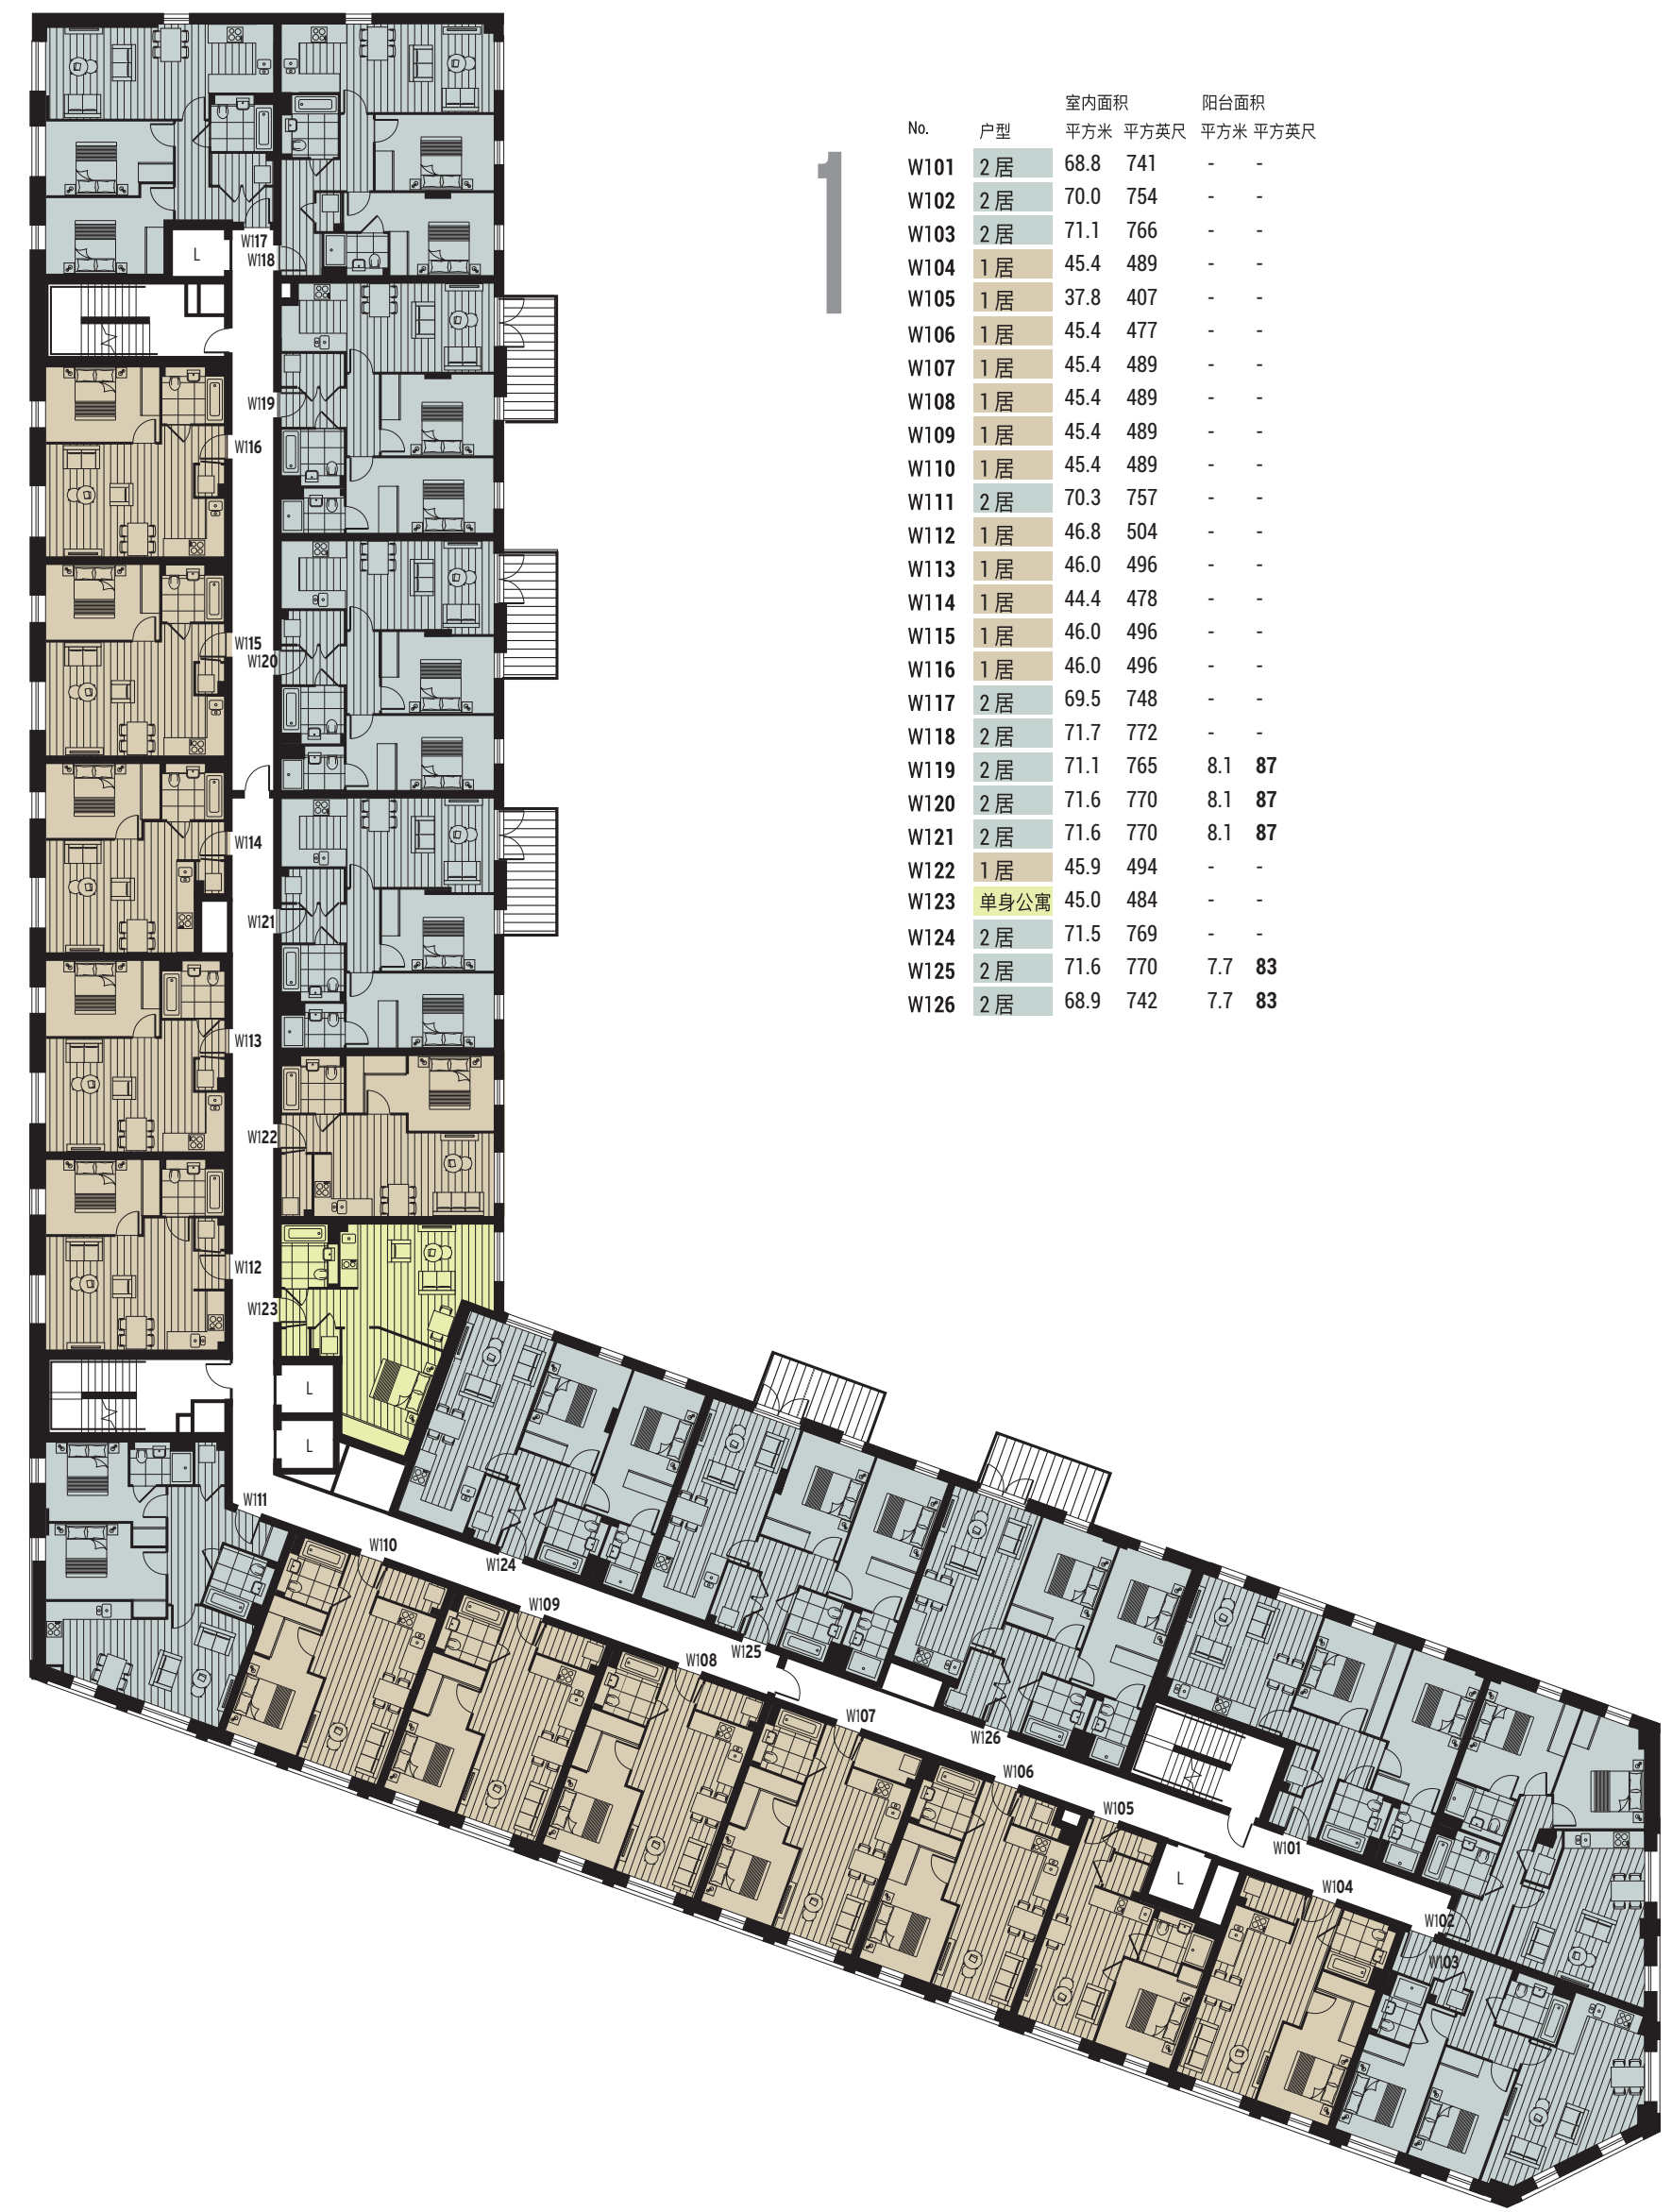 1
室内面积 阳台面积
No. 户型 平方米 平方英尺 平方米 平方英尺
W101 2 居 68.8 741 - -
W102 2 居 70.0 754 - -
W103 2 居 71.1 766 - -
W104 1 居 45.4 489 - -
W105 1 居 37.8 407 - -
W106 1 居 45.4 477 - -
W107 1 居 45.4 489 - -
W108 1 居 45.4 489 - -
W109 1 居 45.4 489 - -
W110 1 居 45.4 489 - -
W111 2 居 70.3 757 - -
W112 1 居 46.8 504 - -
W113 1 居 46.0 496 - -
W114 1 居 44.4 478 - -
W115 1 居 46.0 496 - -
W116 1 居 46.0 496 - -
W117 2 居 69.5 748 - -
W118 2 居 71.7 772 - -
W119 2 居 71.1 765 8.1 87
W120 2 居 71.6 770 8.1 87
W121 2 居 71.6 770 8.1 87
W122 1 居 45.9 494 - -
W123 单身公寓 45.0 484 - -
W124 2 居 71.5 769 - -
W125 2 居 71.6 770 7.7 83
W126 2 居 68.9 742 7.7 83
W117
L
W118
W119
W116
W115
W120
W114
W121
W113
W122
W112
W123
L
L
W111
W110
W124
W109
W125
W108
W107
W126
W106
W105
W101
L
W104
W102
W103